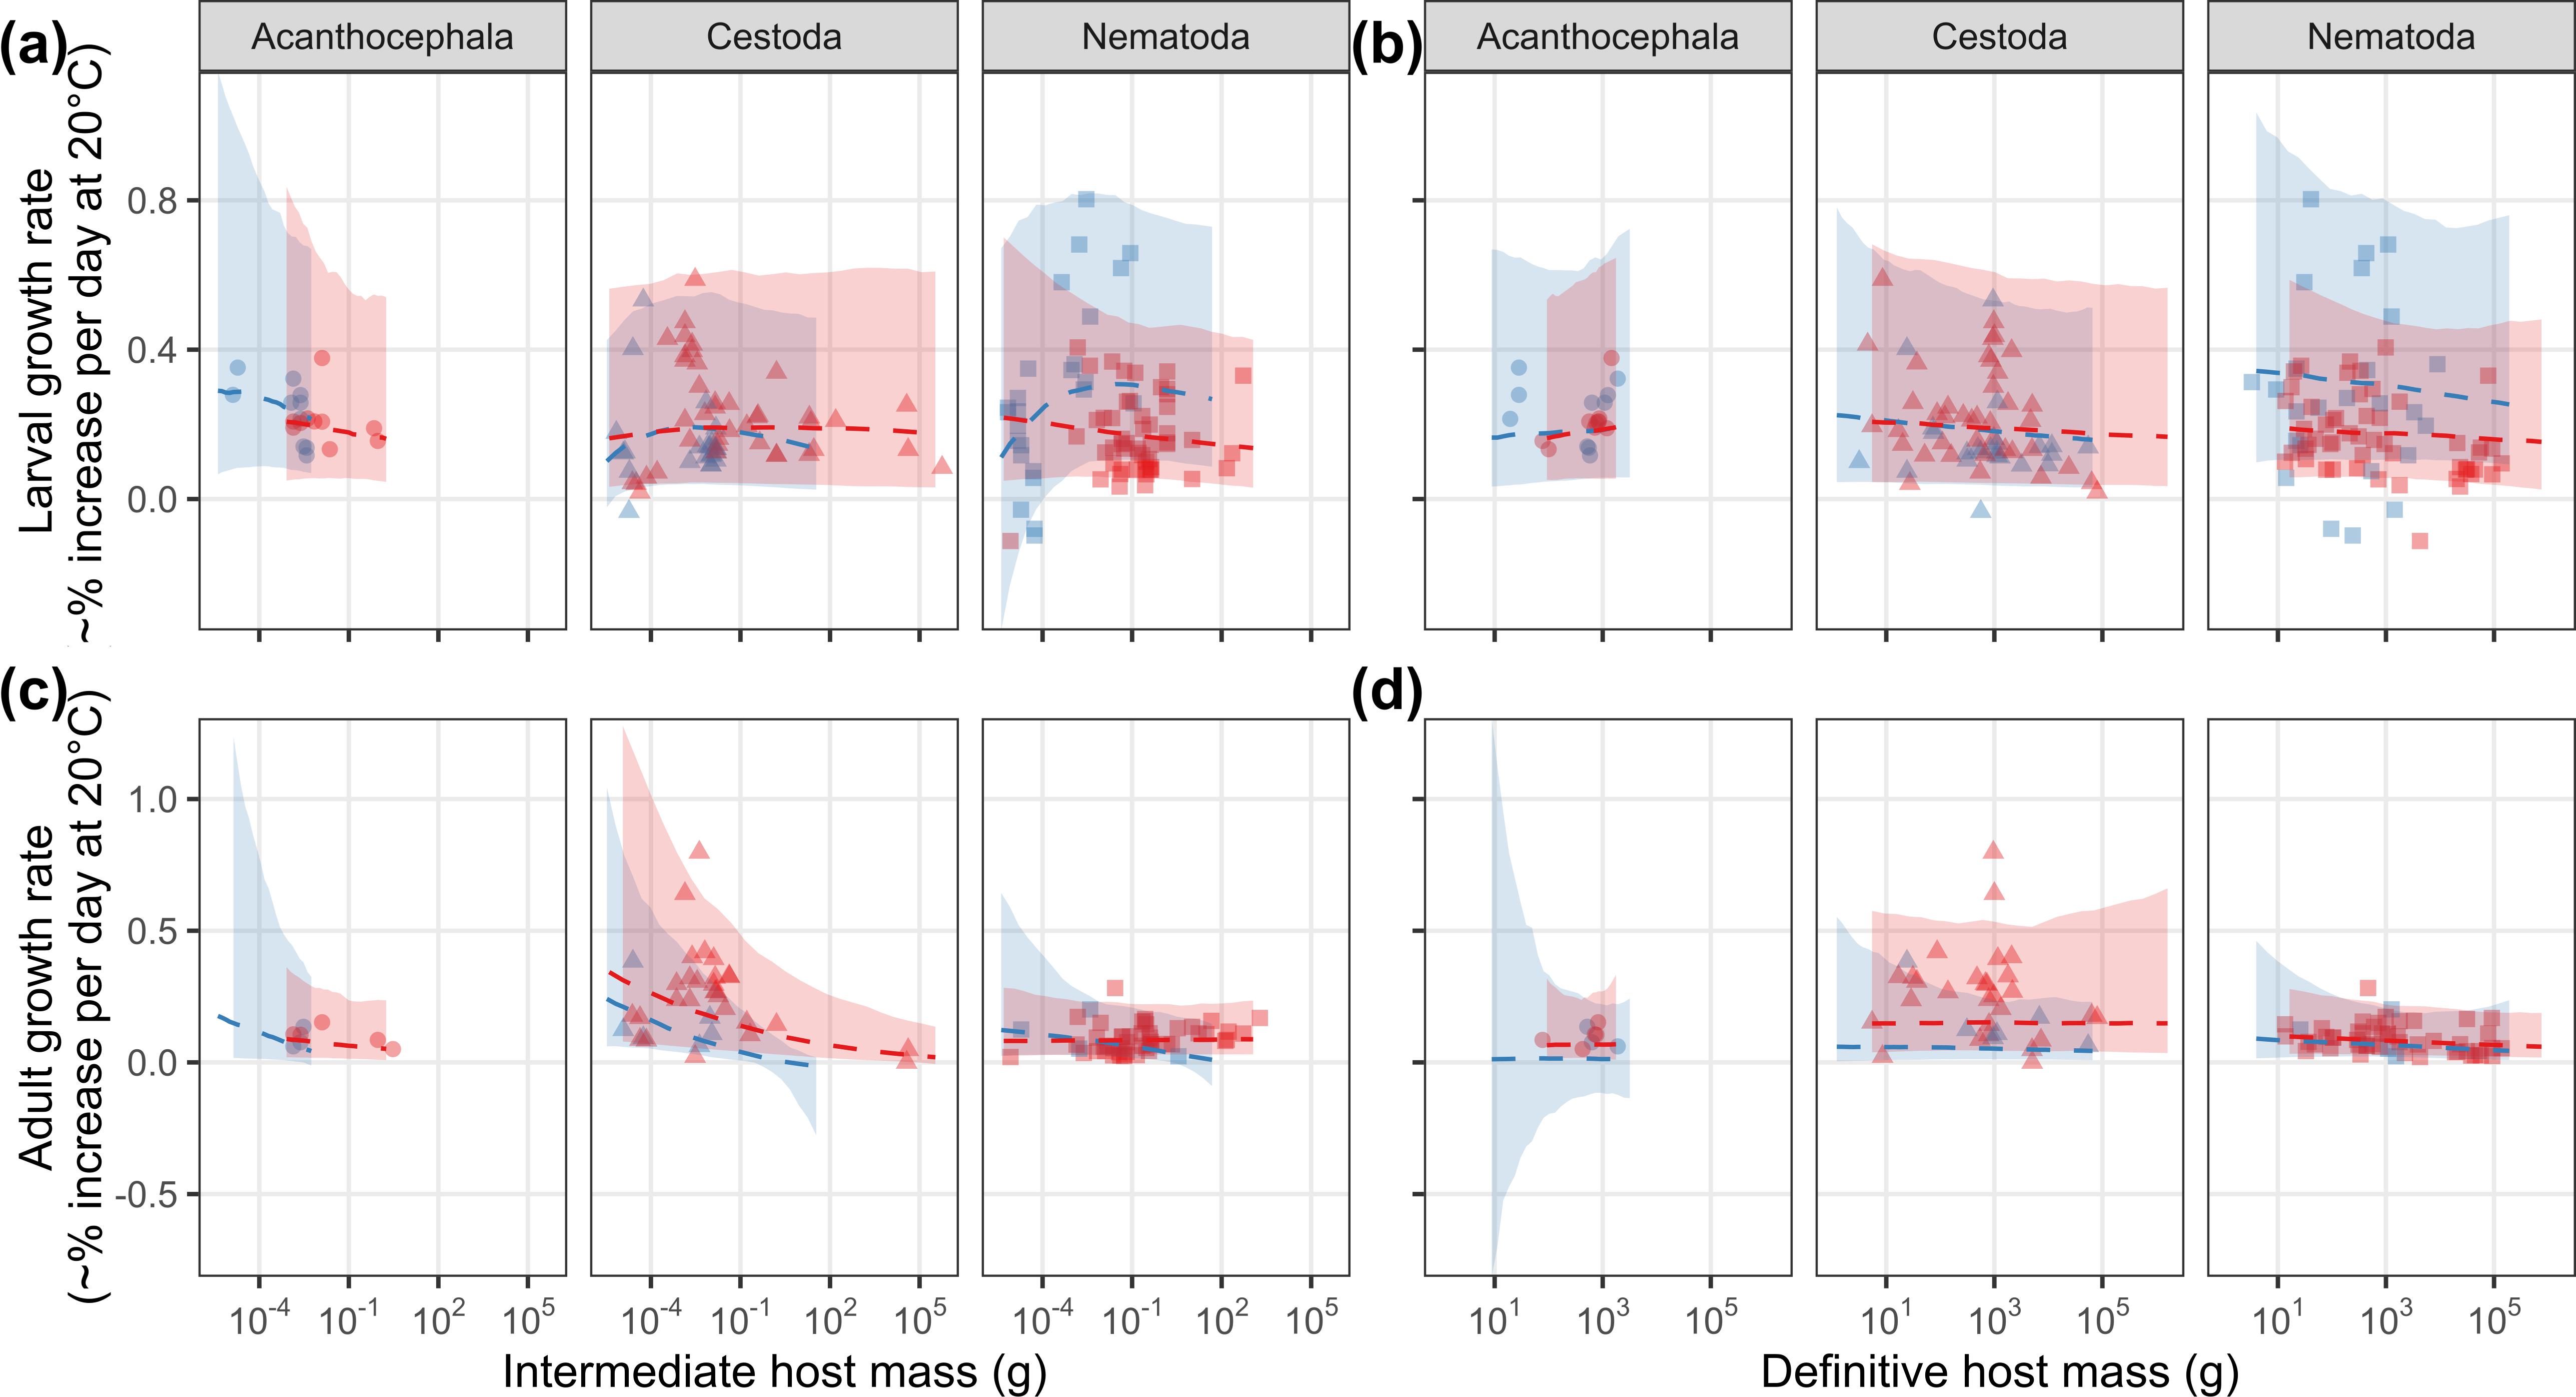 (a)
Acanthocephala
Cestoda
Nematoda
(b)
Acanthocephala
Cestoda
Nematoda
Larval growth rate
(~% increase per day at 20°C)
0.8
0.4
0.0
(c)
(d)
Adult growth rate
(~% increase per day at 20°C)
1.0
0.5
0.0
-0.5
10⁻⁴ 10⁻¹ 10² 10⁵
10⁻⁴ 10⁻¹ 10² 10⁵
10⁻⁴ 10⁻¹ 10² 10⁵
10¹ 10³ 10⁵
10¹ 10³ 10⁵
10¹ 10³ 10⁵
Intermediate host mass (g)
Definitive host mass (g)